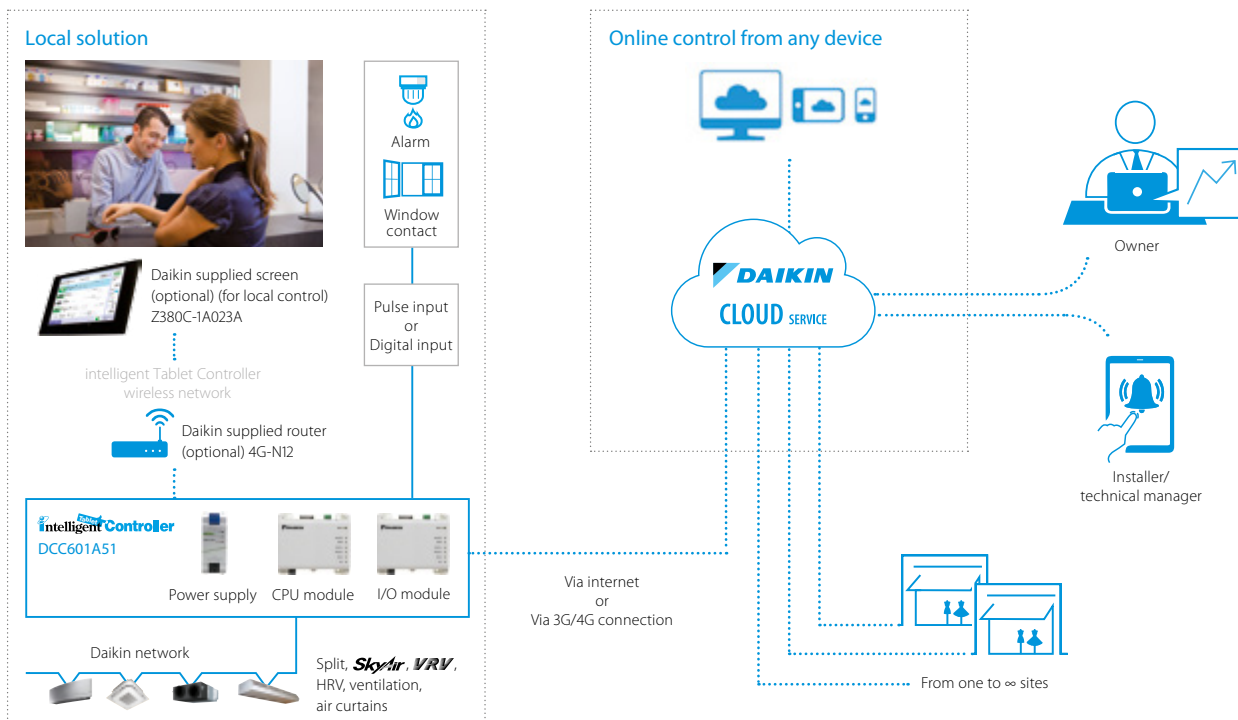 Local solution
Alarm
Window
contact
Daikin supplied screen
(optional) (for local control)
Z380C-1A023A
Pulse input
or
Digital input
intelligent Tablet Controller
wireless network
Daikin supplied router
(optional) 4G-N12
intelligent Tablet Controller
DCC601A51
Power supply
CPU module
I/O module
Daikin network
Split, SkyAir, VRV,
HRV, ventilation,
air curtains
Online control from any device
DAIKIN
CLOUD SERVICE
Owner
Installer/
technical manager
Via internet
or
Via 3G/4G connection
From one to ∞ sites